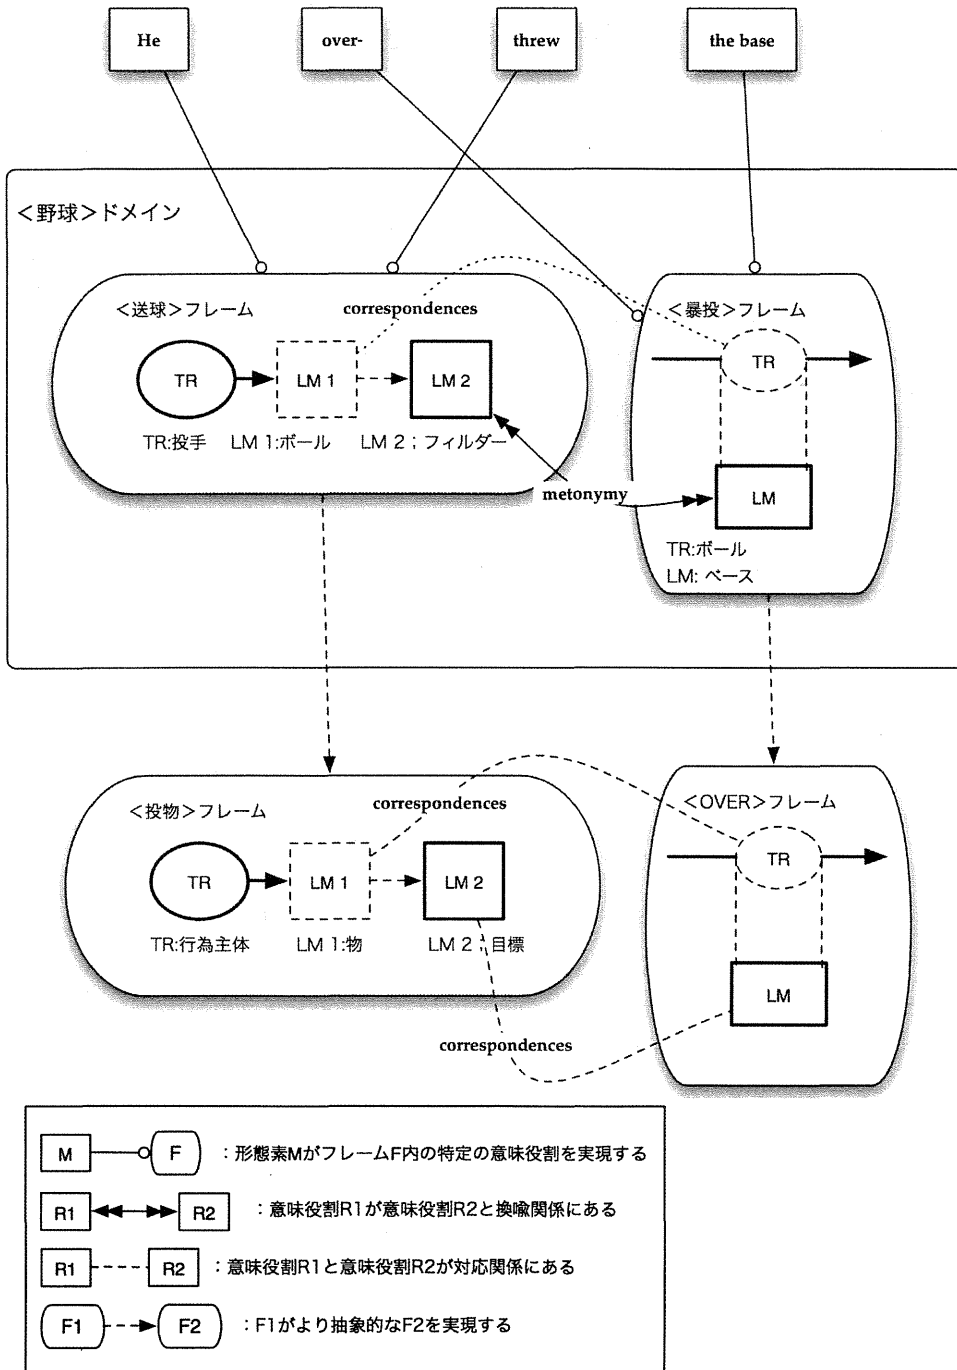 He
over-
threw
the base
＜野球＞ドメイン
＜送球＞フレーム
correspondences
TR
LM 1
LM 2
TR:投手
LM 1:ボール
LM 2；フィルダー
metonymy
＜暴投＞フレーム
TR
LM
TR:ボール
LM: ベース
＜投物＞フレーム
correspondences
TR
LM 1
LM 2
TR:行為主体
LM 1:物
LM 2；目標
correspondences
＜OVER＞フレーム
TR
LM
M
F
：形態素MがフレームF内の特定の意味役割を実現する
R1
R2
：意味役割R1が意味役割R2と換喩関係にある
R1
R2
：意味役割R1と意味役割R2が対応関係にある
F1
F2
：F1がより抽象的なF2を実現する